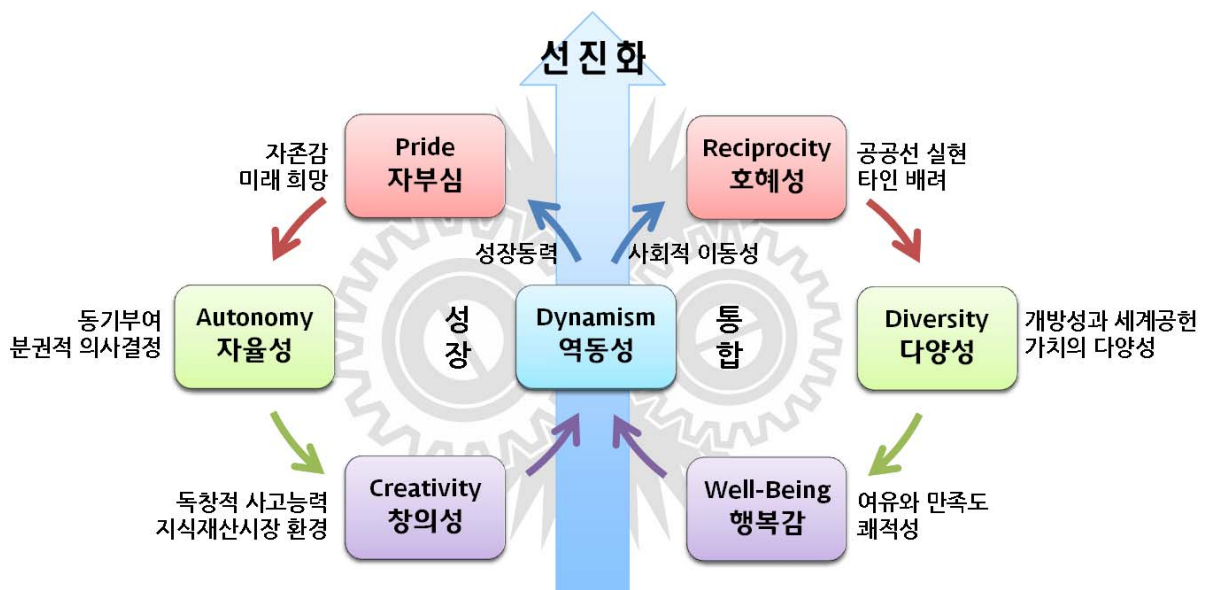 선진화
Pride
자부심
자존감
미래 희망
Reciprocity
호혜성
공공선 실현
타인 배려
성장동력
사회적 이동성
Autonomy
자율성
동기부여
분권적 의사결정
성
장
Dynamism
역동성
통
합
Diversity
다양성
개방성과 세계공헌
가치의 다양성
Creativity
창의성
독창적 사고능력
지식재산시장 환경
Well-Being
행복감
여유와 만족도
쾌적성